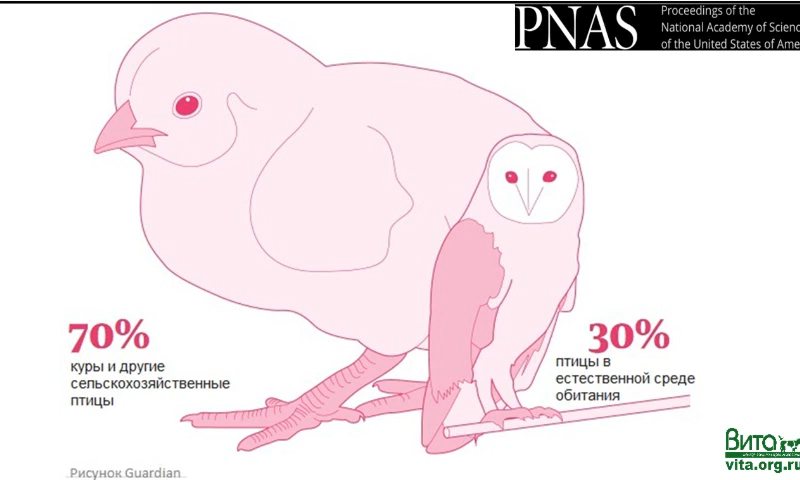 PNAS
Proceedings of the
National Academy of Scienc
of the United States of Ame
70%
куры и другие
сельскохозяйственные
птицы
30%
птицы в
естественной среде
обитания
Рисунок Guardian
Вита
vita.org.ru